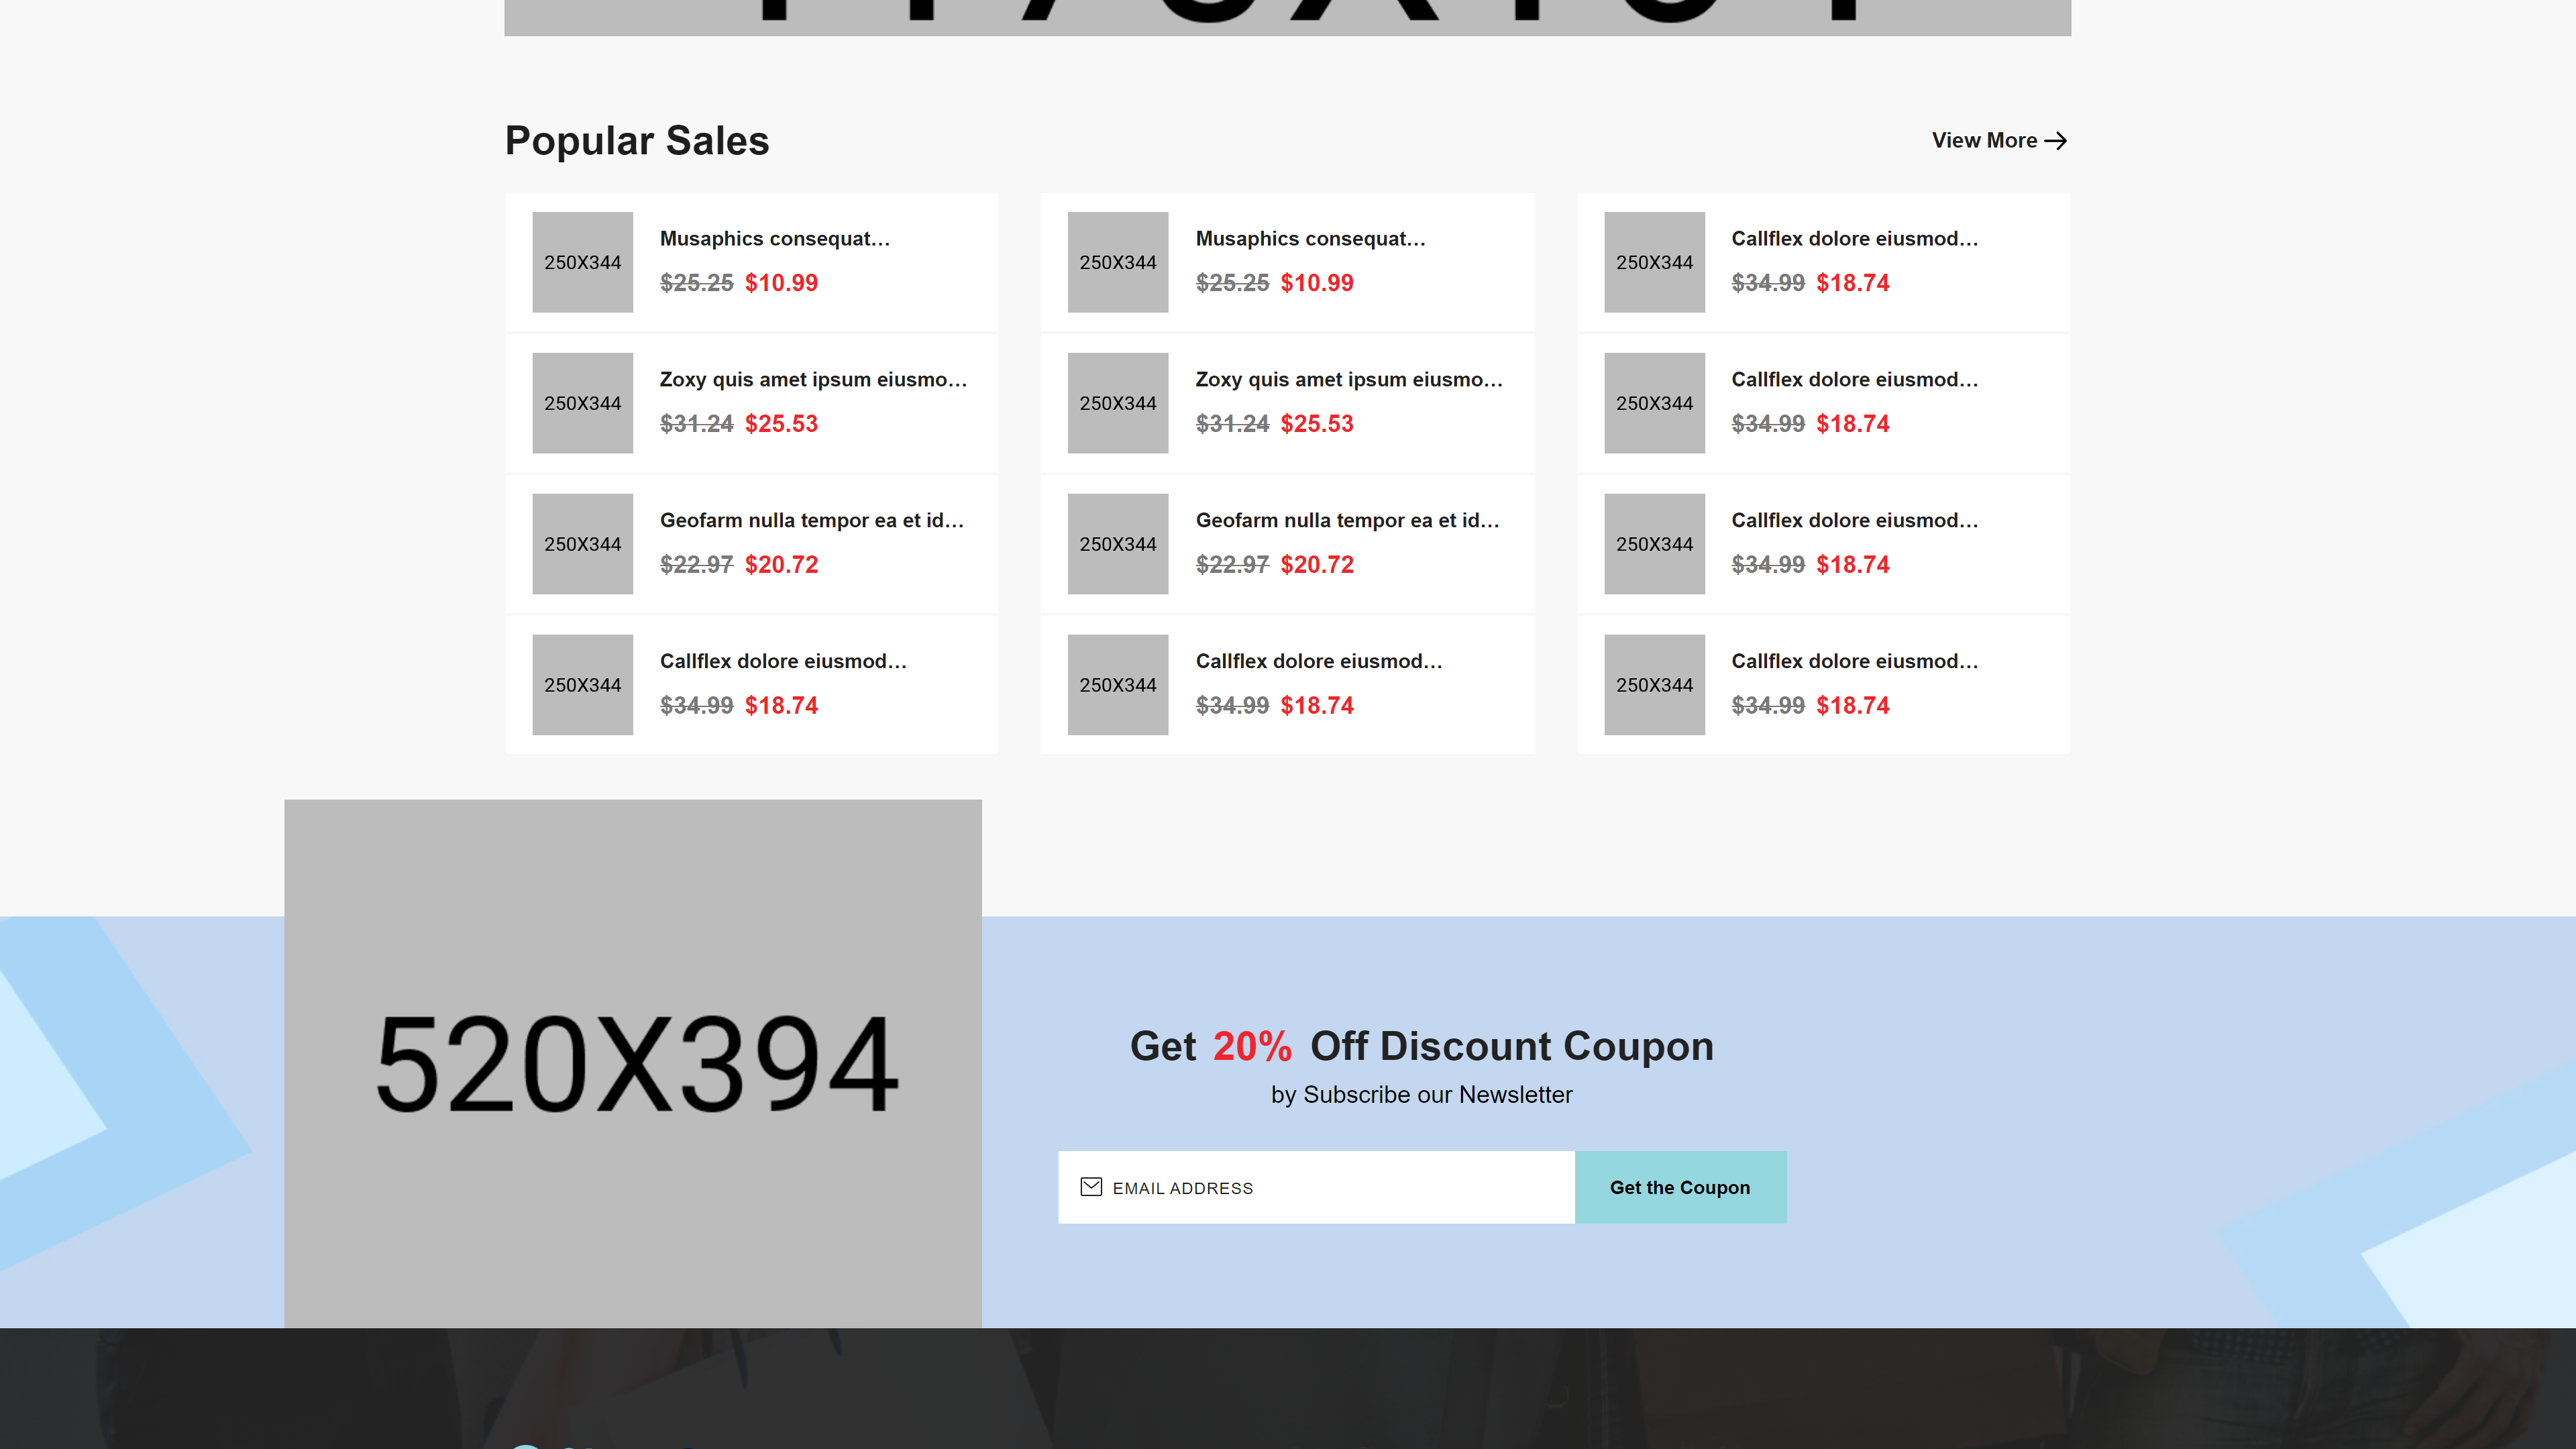 Popular Sales
View More
250X344
Musaphics consequat...
$25.25 $10.99
250X344
Zoxy quis amet ipsum eiusmo...
$31.24 $25.53
250X344
Geofarm nulla tempor ea et id...
$22.97 $20.72
250X344
Callflex dolore eiusmod...
$34.99 $18.74
250X344
Musaphics consequat...
$25.25 $10.99
250X344
Zoxy quis amet ipsum eiusmo...
$31.24 $25.53
250X344
Geofarm nulla tempor ea et id...
$22.97 $20.72
250X344
Callflex dolore eiusmod...
$34.99 $18.74
250X344
Callflex dolore eiusmod...
$34.99 $18.74
250X344
Callflex dolore eiusmod...
$34.99 $18.74
250X344
Callflex dolore eiusmod...
$34.99 $18.74
250X344
Callflex dolore eiusmod...
$34.99 $18.74
520X394
Get 20% Off Discount Coupon
by Subscribe our Newsletter
EMAIL ADDRESS
Get the Coupon